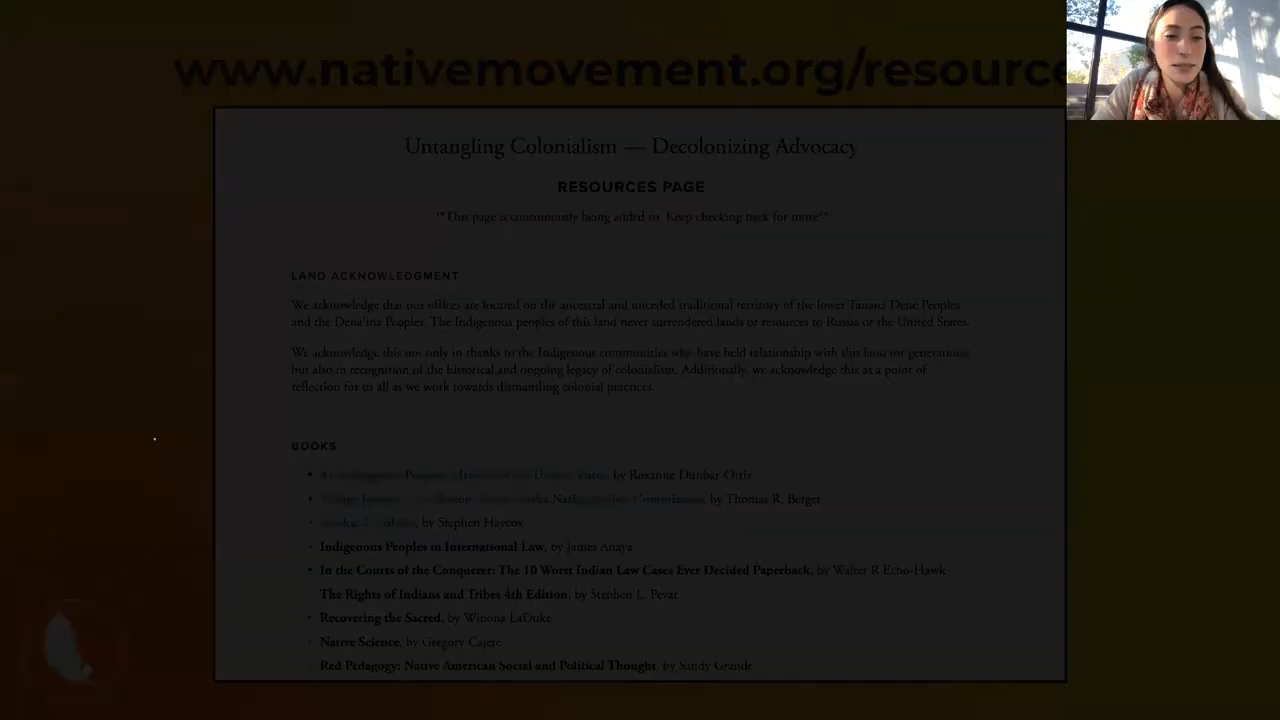 www.nativemovement.org/resource
Untangling Colonialism — Decolonizing Advocacy
RESOURCES PAGE
**This page is continuously being added to. Keep checking back for more**
LAND ACKNOWLEDGMENT
We acknowledge that our offices are located on the ancestral and unceded traditional territory of the lower Tanana Dene Peoples
and the Dena'ina Peoples. The Indigenous peoples of this land never surrendered lands or resources to Russia or the United States.
We acknowledge this not only in thanks to the Indigenous communities who have held relationship with this land for generations
but also in recognition of the historical and ongoing legacy of colonialism. Additionally, we acknowledge this as a point of
reflection for us all as we work towards dismantling colonial practices.
BOOKS
by Roxanne Dunbar-Ortiz
by Thomas R. Berger
by Stephen Haycox
Indigenous Peoples in International Law, by James Anaya
In the Courts of the Conqueror: The 10 Worst Indian Law Cases Ever Decided Paperback, by Walter R Echo-Hawk
The Rights of Indians and Tribes 4th Edition, by Stephen L. Pevar
Recovering the Sacred, by Winona LaDuke
Native Science, by Gregory Cajete
Red Pedagogy: Native American Social and Political Thought, by Sandy Grande